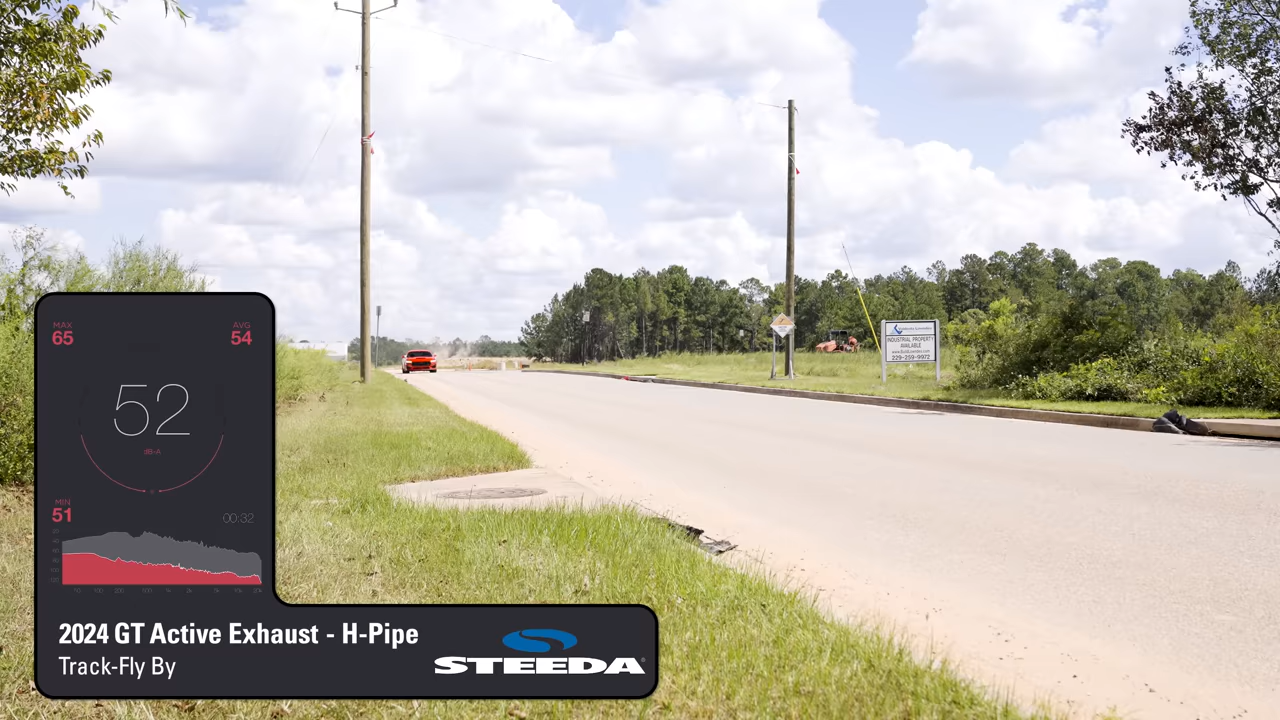 MAX
65
AVG
54
52
dB-A
MIN
51
00:32
2024 GT Active Exhaust - H-Pipe
Track-Fly By
STEEDA
INDUSTRIAL PROPERTY
AVAILABLE
229-259-9972